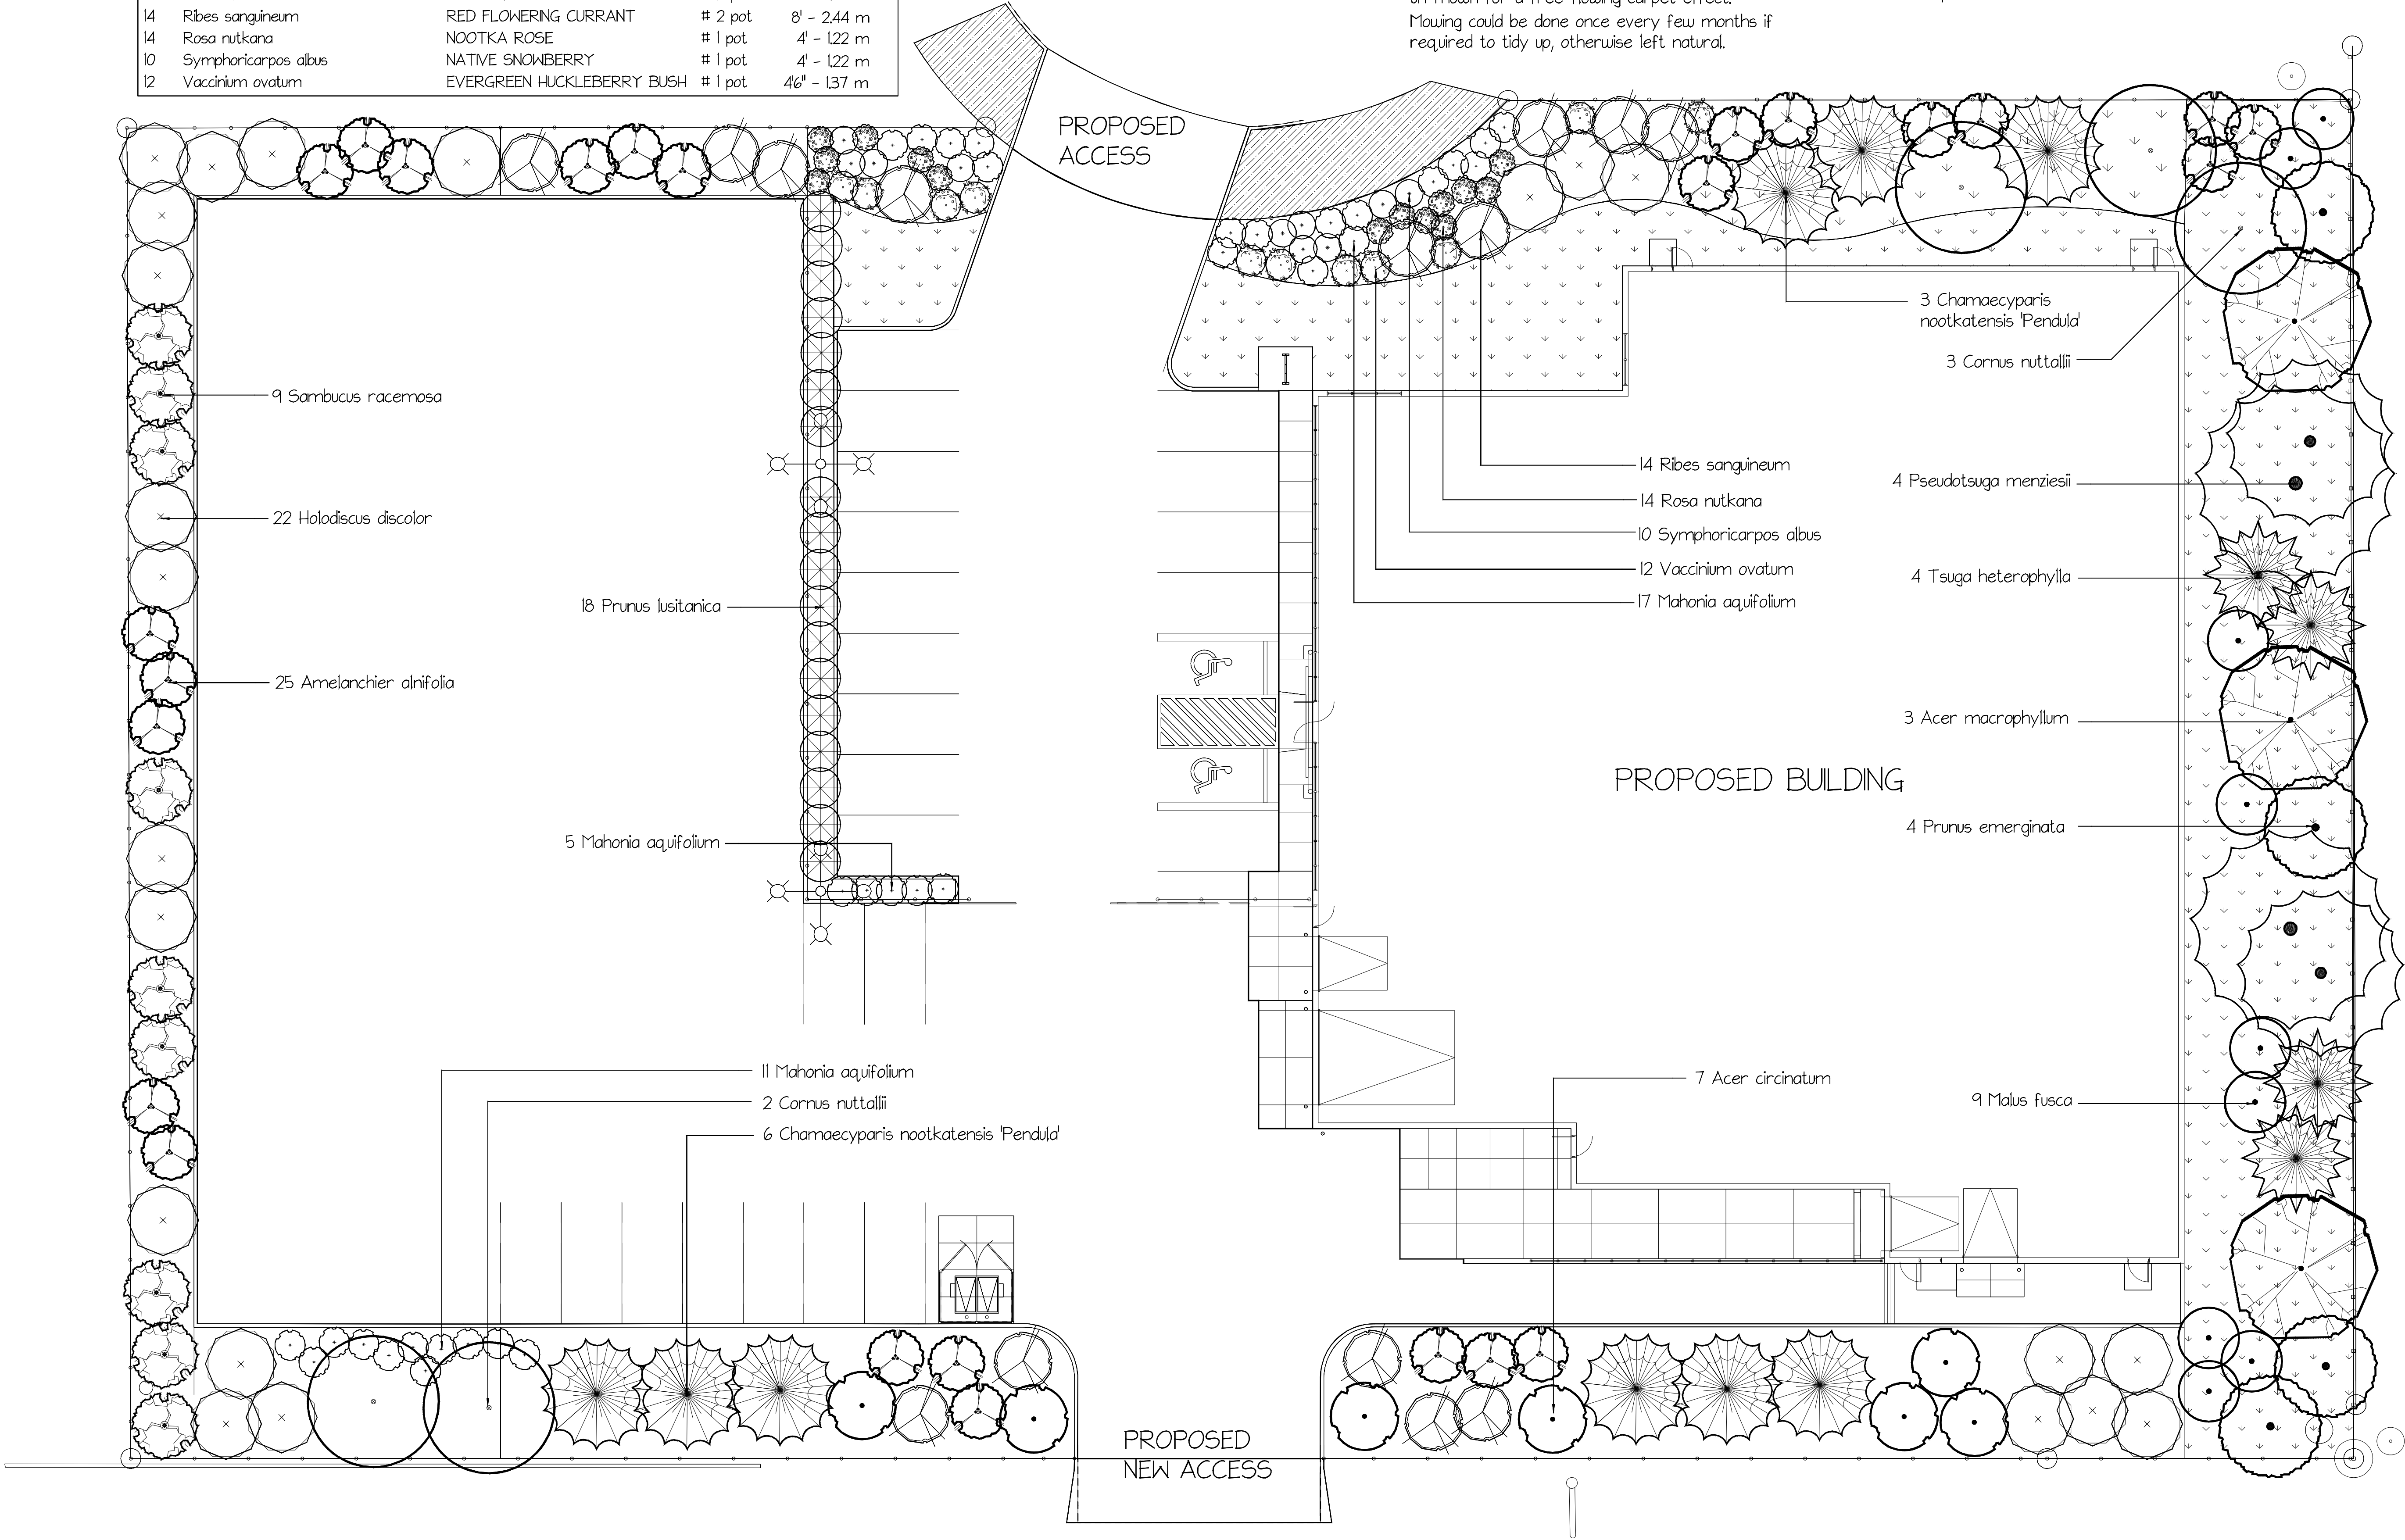 14 Ribes sanguineum RED FLOWERING CURRANT # 2 pot 8' - 2.44 m
14 Rosa nutkana NOOTKA ROSE # 1 pot 4' - 1.22 m
10 Symphoricarpos albus NATIVE SNOWBERRY # 1 pot 4' - 1.22 m
12 Vaccinium ovatum EVERGREEN HUCKLEBERRY BUSH # 1 pot 4'6" - 1.37 m
Mowing could be done once every few months if
required to tidy up, otherwise left natural.
PROPOSED
ACCESS
3 Chamaecyparis
nootkatensis 'Pendula'
3 Cornus nuttallii
9 Sambucus racemosa
14 Ribes sanguineum
4 Pseudotsuga menziesii
14 Rosa nutkana
22 Holodiscus discolor
10 Symphoricarpos albus
12 Vaccinium ovatum
4 Tsuga heterophylla
18 Prunus lusitanica
17 Mahonia aquifolium
25 Amelanchier alnifolia
3 Acer macrophyllum
PROPOSED BUILDING
4 Prunus emerginata
5 Mahonia aquifolium
11 Mahonia aquifolium
7 Acer circinatum
2 Cornus nuttallii
9 Malus fusca
6 Chamaecyparis nootkatensis 'Pendula'
PROPOSED
NEW ACCESS